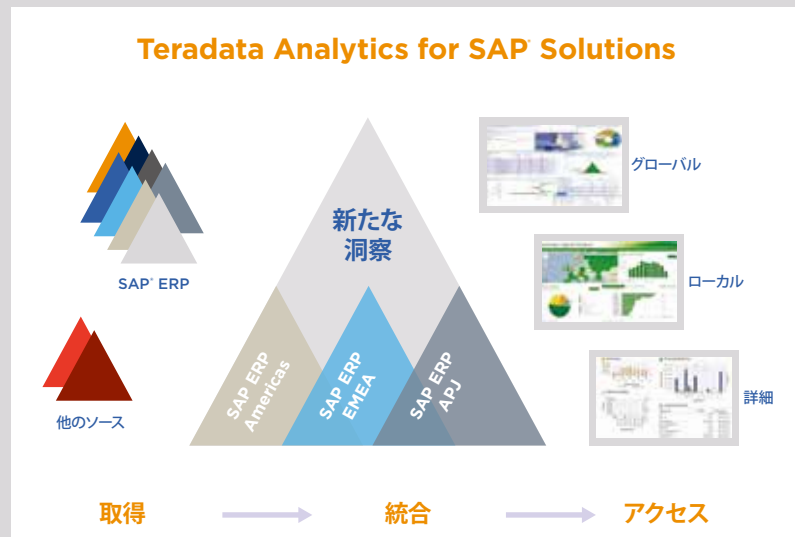 Teradata Analytics for SAP® Solutions
SAP® ERP
他のソース
新たな
洞察
SAP ERP
Americas
SAP ERP
EMEA
SAP ERP
APJ
グローバル
ローカル
詳細
取得
統合
アクセス